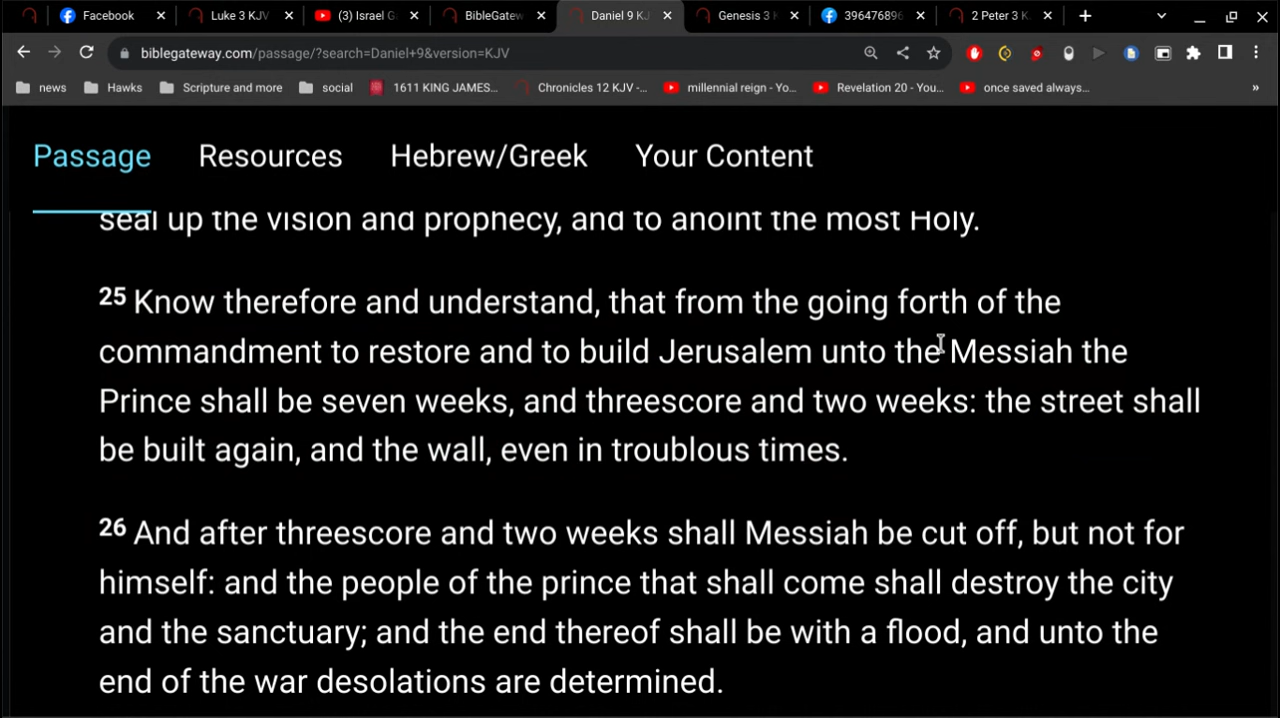 Facebook
Luke 3 KJV
(3) Israel G
BibleGatew
Daniel 9 KJ
Genesis 3
396476896
2 Peter 3 K
biblegateway.com/passage/?search=Daniel+9&version=KJV
news
Hawks
Scripture and more
social
1611 KING JAMES...
Chronicles 12 KJV -...
millennial reign - Yo...
Revelation 20 - You...
once saved always...
»
Passage
Resources
Hebrew/Greek
Your Content
seal up the vision and prophecy, and to anoint the most Holy.
25 Know therefore and understand, that from the going forth of the
commandment to restore and to build Jerusalem unto the Messiah the
Prince shall be seven weeks, and threescore and two weeks: the street shall
be built again, and the wall, even in troublous times.
26 And after threescore and two weeks shall Messiah be cut off, but not for
himself: and the people of the prince that shall come shall destroy the city
and the sanctuary; and the end thereof shall be with a flood, and unto the
end of the war desolations are determined.